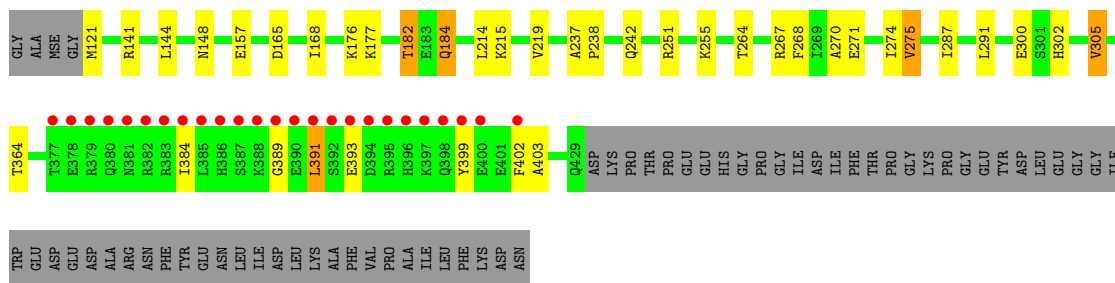 GLY ALA MSE GLY M121 R141 L144 N148 E157 D165 I168 K176 K177 T182 E183 Q184 L214 K215 V219 A237 P238 Q242 R251 K255 T264 R267 F268 I269 A270 E271 I274 V275 I287 L291 E300 S301 H302 V305
T364 T377 E378 R379 Q380 N381 R382 R383 I384 L385 H386 S387 K388 G389 E390 L391 S392 E393 D394 R395 H396 K397 Q398 Y399 E400 E401 F402 A403 Q429 ASP LYS PRO THR PRO GLU GLU HIS GLY PRO GLY ILE ASP ILE PHE THR PRO GLY LYS PRO GLY GLU TYR ASP LEU GLU GLY GLY ILE
TRP GLU ASP GLU ASP ALA ARG ASN PHE TYR GLU ASN LEU ILE ASP LEU LYS ALA PHE VAL PRO ALA ILE LEU PHE LYS ASP ASN